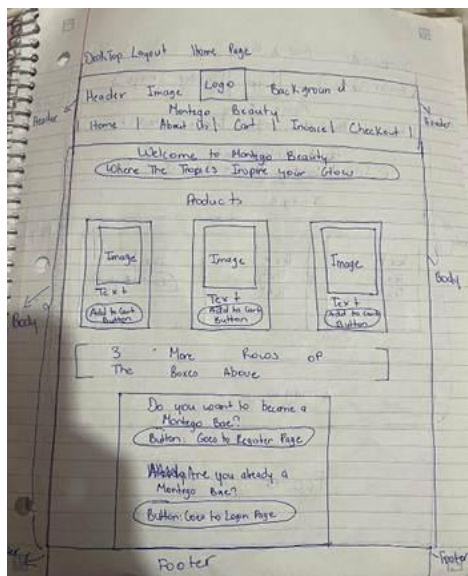 Desktop Layout Home Page
Header Image Logo Background
Montego Beauty
Header
Header
| Home | About Us | Cart | Invoice | Checkout |
Welcome to Montego Beauty
Where The Tropics Inspire your Glow
Products
Image Image Image
Text Text Text
Add to Cart Button Add to Cart Button Add to Cart Button
Body
Body
[ 3 More Rows of
The Boxes Above ]
Do you want to become a
Montego Bae?
Button: Goes to Register Page
Are you already a
Montego Bae?
Button: Goes to Login Page
Footer
Footer